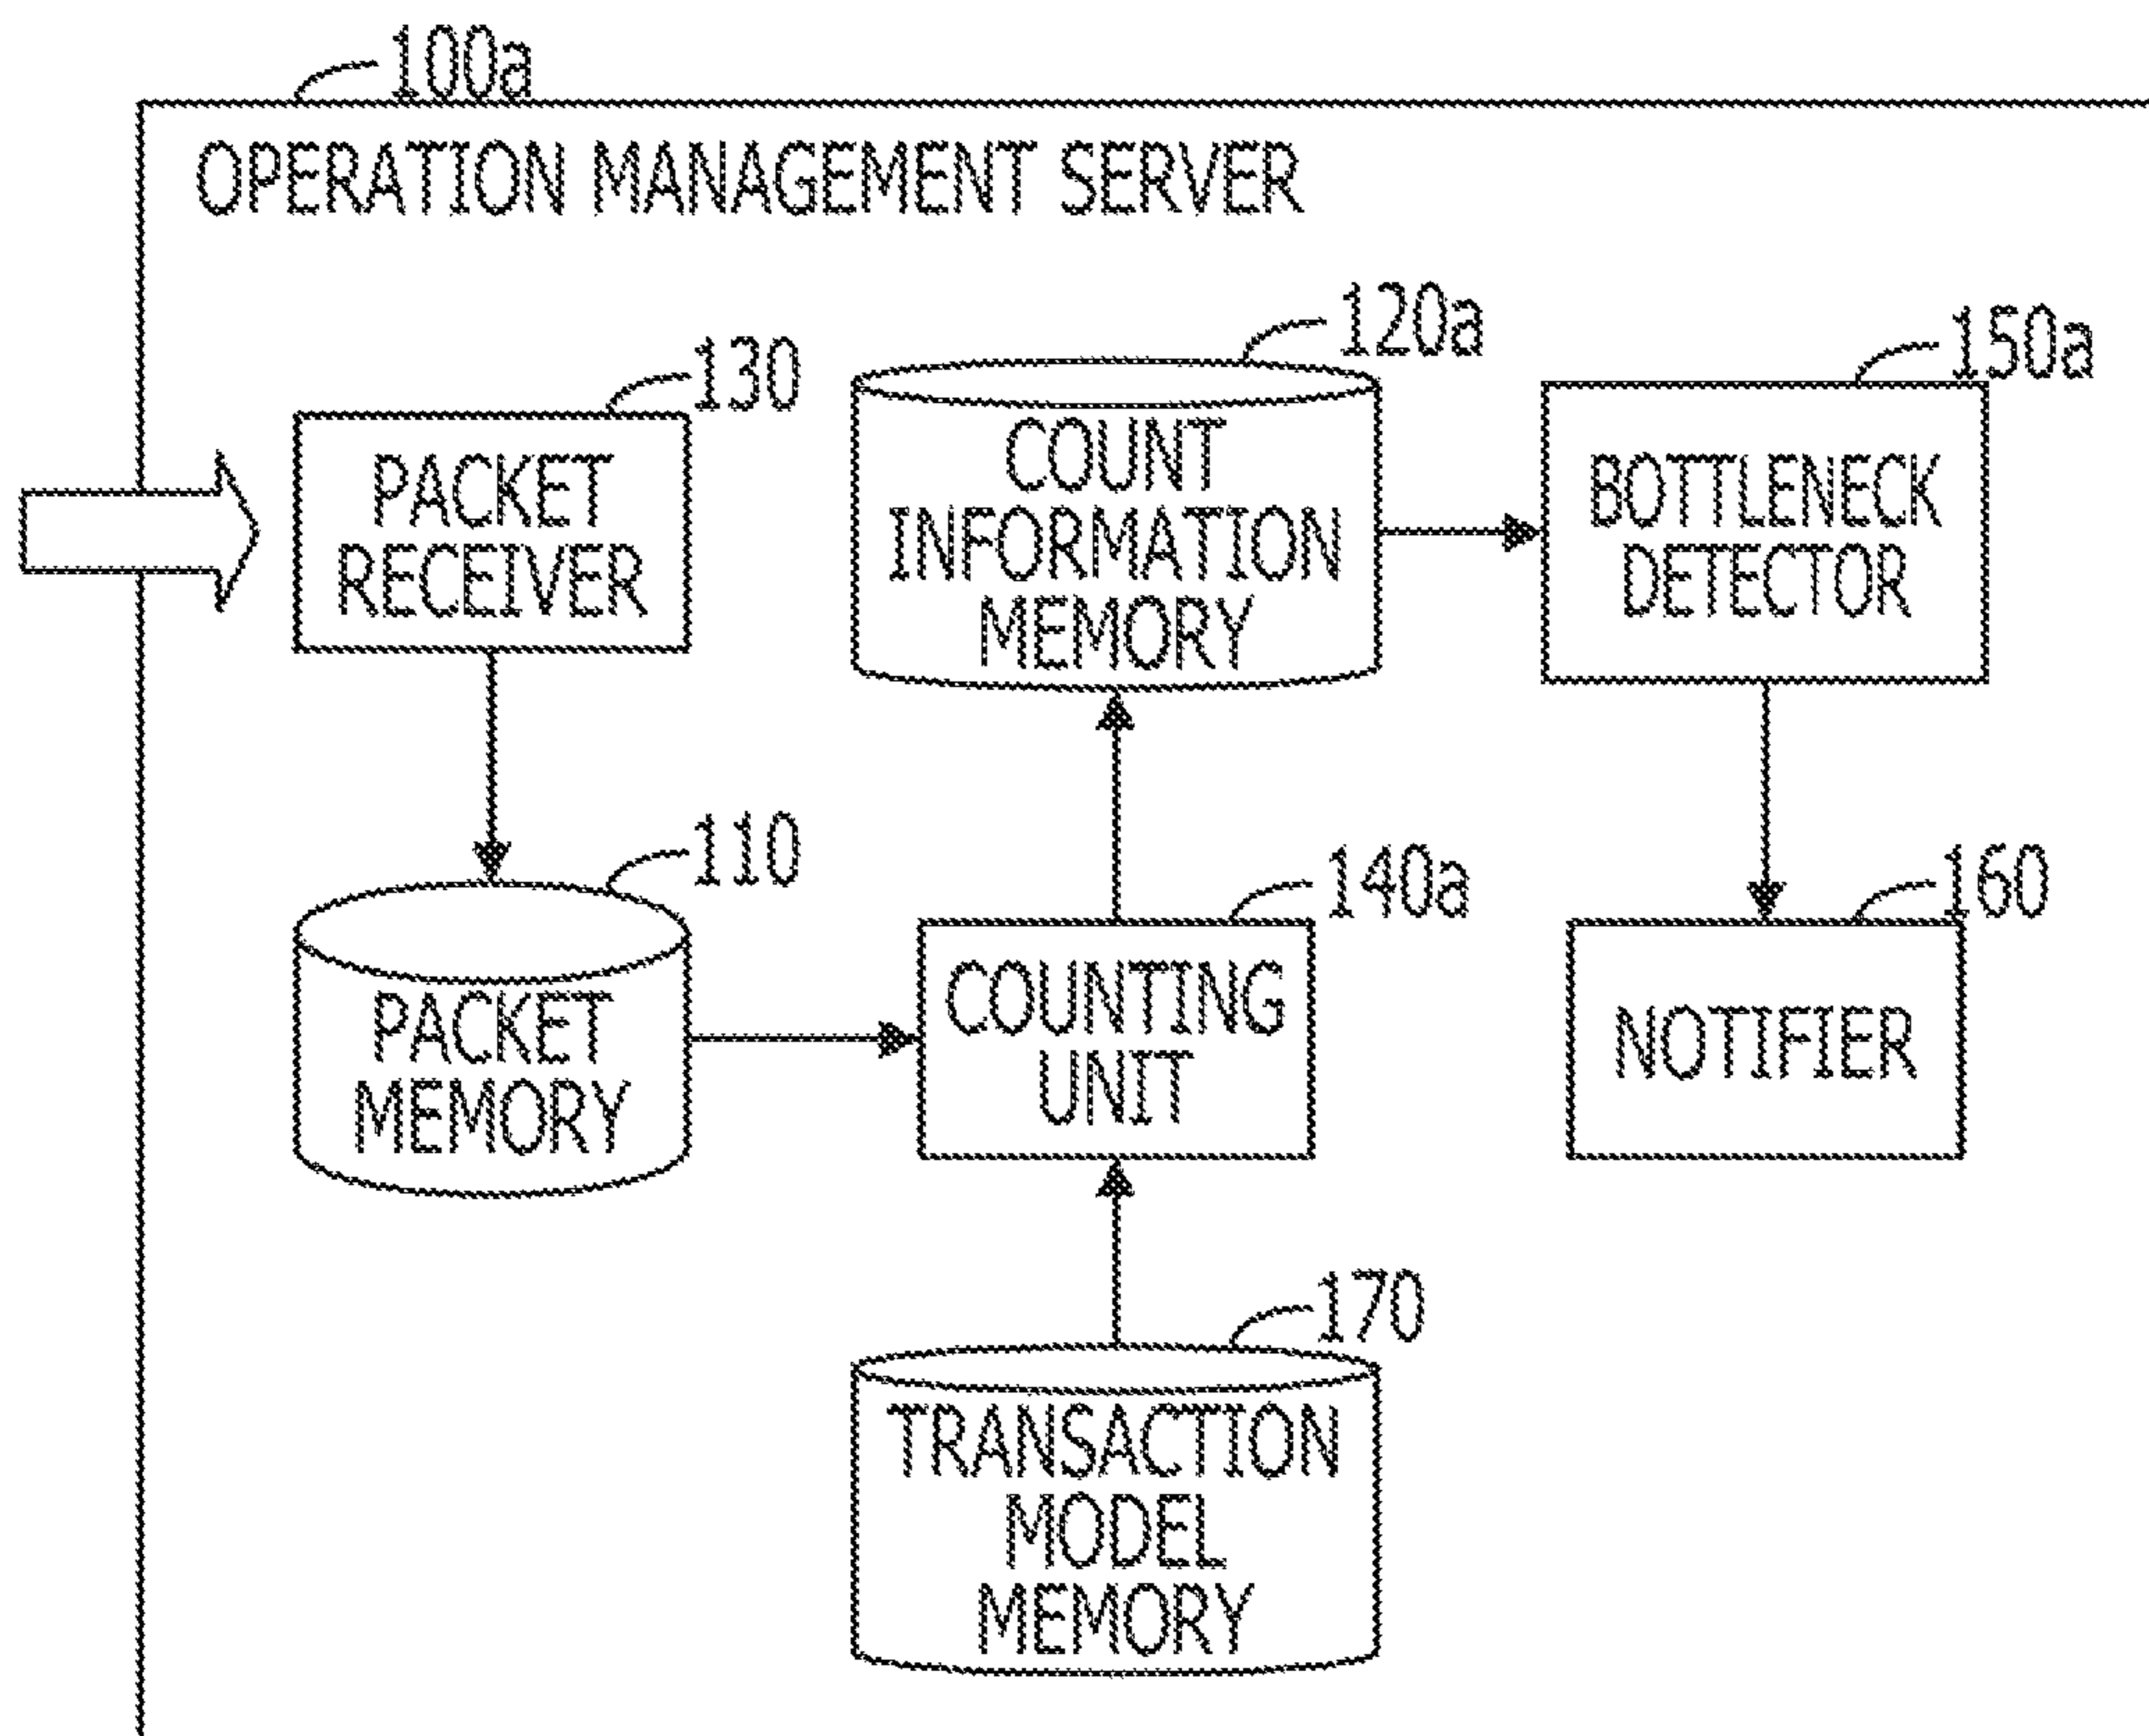 100a
OPERATION MANAGEMENT SERVER
130
PACKET
RECEIVER
120a
COUNT
INFORMATION
MEMORY
150a
BOTTLENECK
DETECTOR
110
PACKET
MEMORY
140a
COUNTING
UNIT
160
NOTIFIER
170
TRANSACTION
MODEL
MEMORY